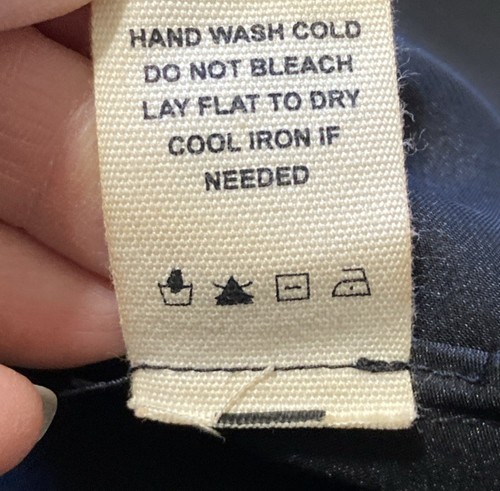 HAND WASH COLD
DO NOT BLEACH
LAY FLAT TO DRY
COOL IRON IF
NEEDED